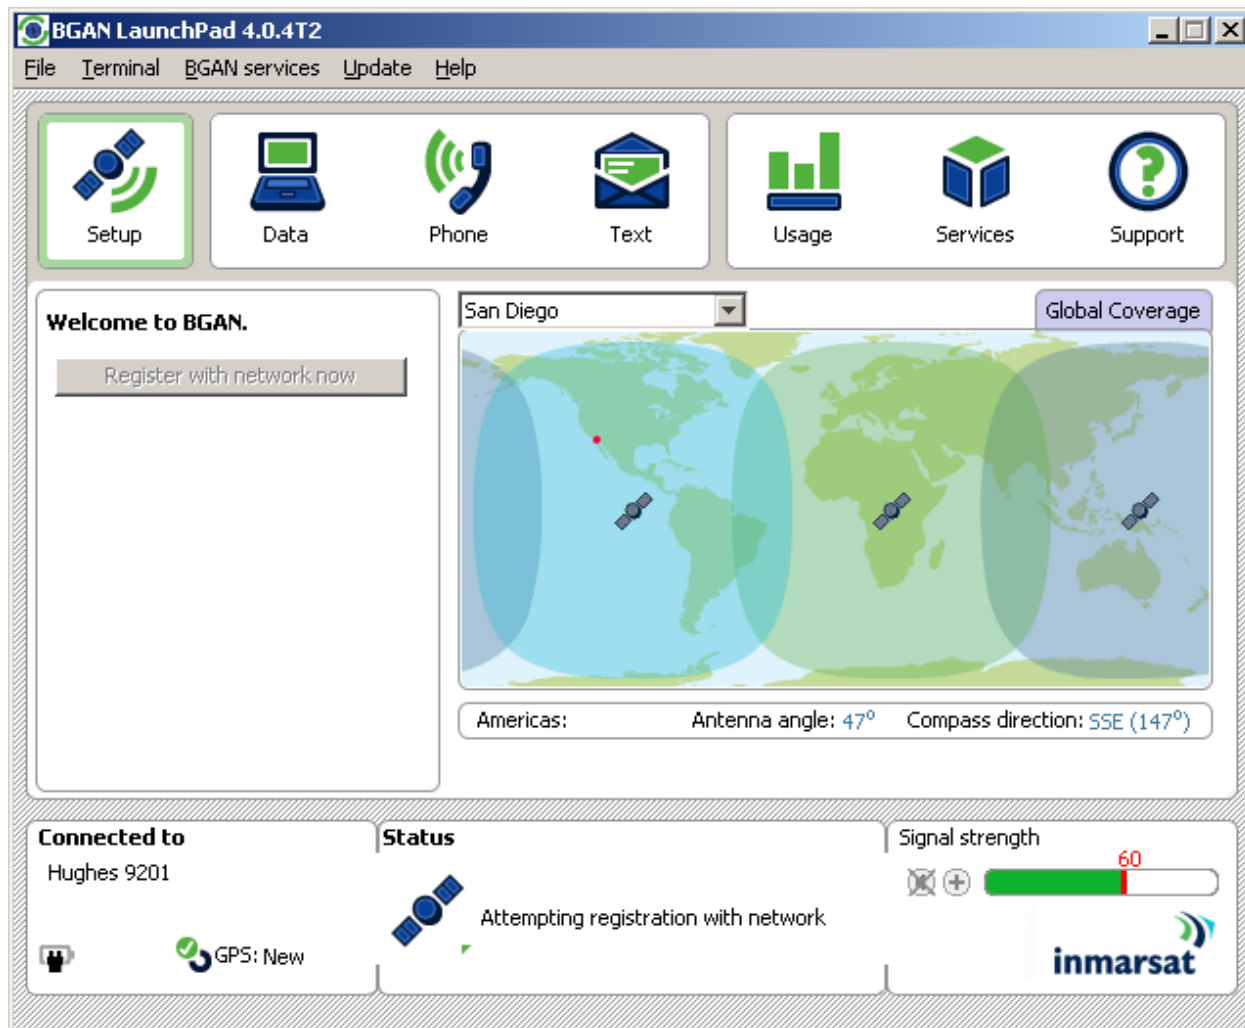 BGAN LaunchPad 4.0.4T2
File Terminal BGAN services Update Help
Setup Data Phone Text Usage Services Support
Welcome to BGAN.
Register with network now
San Diego
Global Coverage
Americas: Antenna angle: 47º Compass direction: SSE (147º)
Connected to
Hughes 9201
GPS: New
Status
Attempting registration with network
Signal strength
60
inmarsat